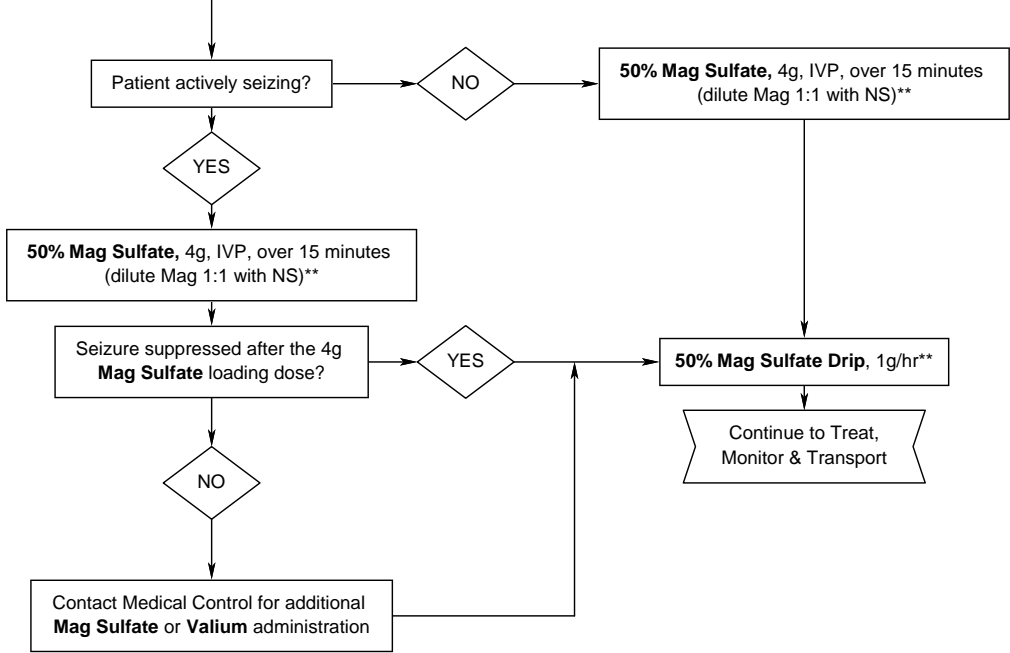 Patient actively seizing?
NO
50% Mag Sulfate, 4g, IVP, over 15 minutes
(dilute Mag 1:1 with NS)**
YES
50% Mag Sulfate, 4g, IVP, over 15 minutes
(dilute Mag 1:1 with NS)**
Seizure suppressed after the 4g
Mag Sulfate loading dose?
YES
50% Mag Sulfate Drip, 1g/hr**
Continue to Treat,
Monitor & Transport
NO
Contact Medical Control for additional
Mag Sulfate or Valium administration